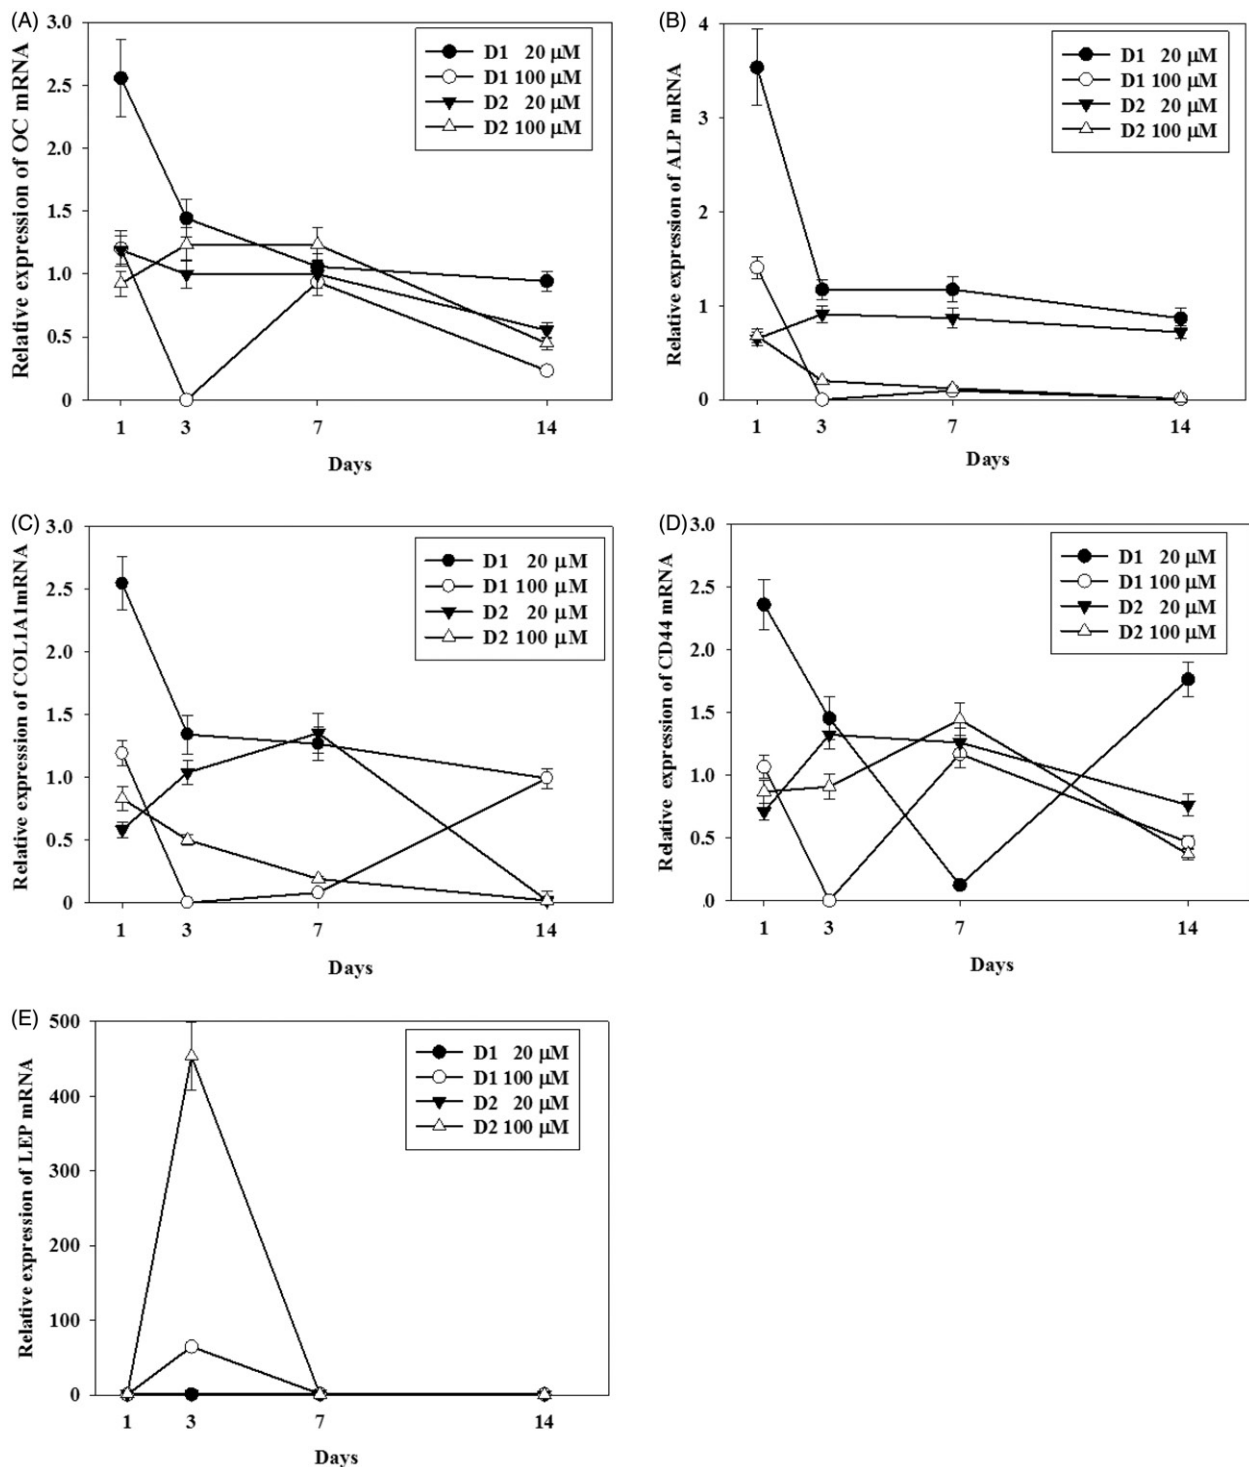 (A)
Relative expression of OC mRNA
3.0
2.5
2.0
1.5
1.0
0.5
0
D1 20 μM
D1 100 μM
D2 20 μM
D2 100 μM
1 3 7 14
Days
(B)
Relative expression of ALP mRNA
4
3
2
1
0
D1 20 μM
D1 100 μM
D2 20 μM
D2 100 μM
1 3 7 14
Days
(C)
Relative expression of COL1A1mRNA
3.0
2.5
2.0
1.5
1.0
0.5
0
D1 20 μM
D1 100 μM
D2 20 μM
D2 100 μM
1 3 7 14
Days
(D)
Relative expression of CD44 mRNA
3.0
2.5
2.0
1.5
1.0
0.5
.0
D1 20 μM
D1 100 μM
D2 20 μM
D2 100 μM
1 3 7 14
Days
(E)
Relative expression of LEP mRNA
500
400
300
200
100
0
D1 20 μM
D1 100 μM
D2 20 μM
D2 100 μM
1 3 7 14
Days